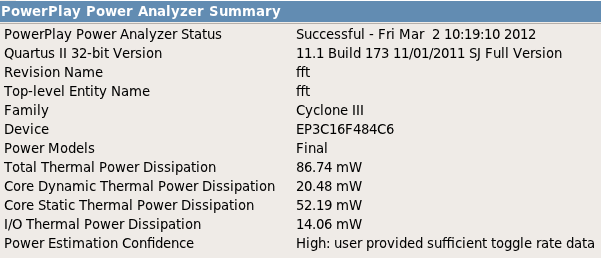 PowerPlay Power Analyzer Summary
PowerPlay Power Analyzer Status Successful - Fri Mar 2 10:19:10 2012
Quartus II 32-bit Version 11.1 Build 173 11/01/2011 SJ Full Version
Revision Name fft
Top-level Entity Name fft
Family Cyclone III
Device EP3C16F484C6
Power Models Final
Total Thermal Power Dissipation 86.74 mW
Core Dynamic Thermal Power Dissipation 20.48 mW
Core Static Thermal Power Dissipation 52.19 mW
I/O Thermal Power Dissipation 14.06 mW
Power Estimation Confidence High: user provided sufficient toggle rate data